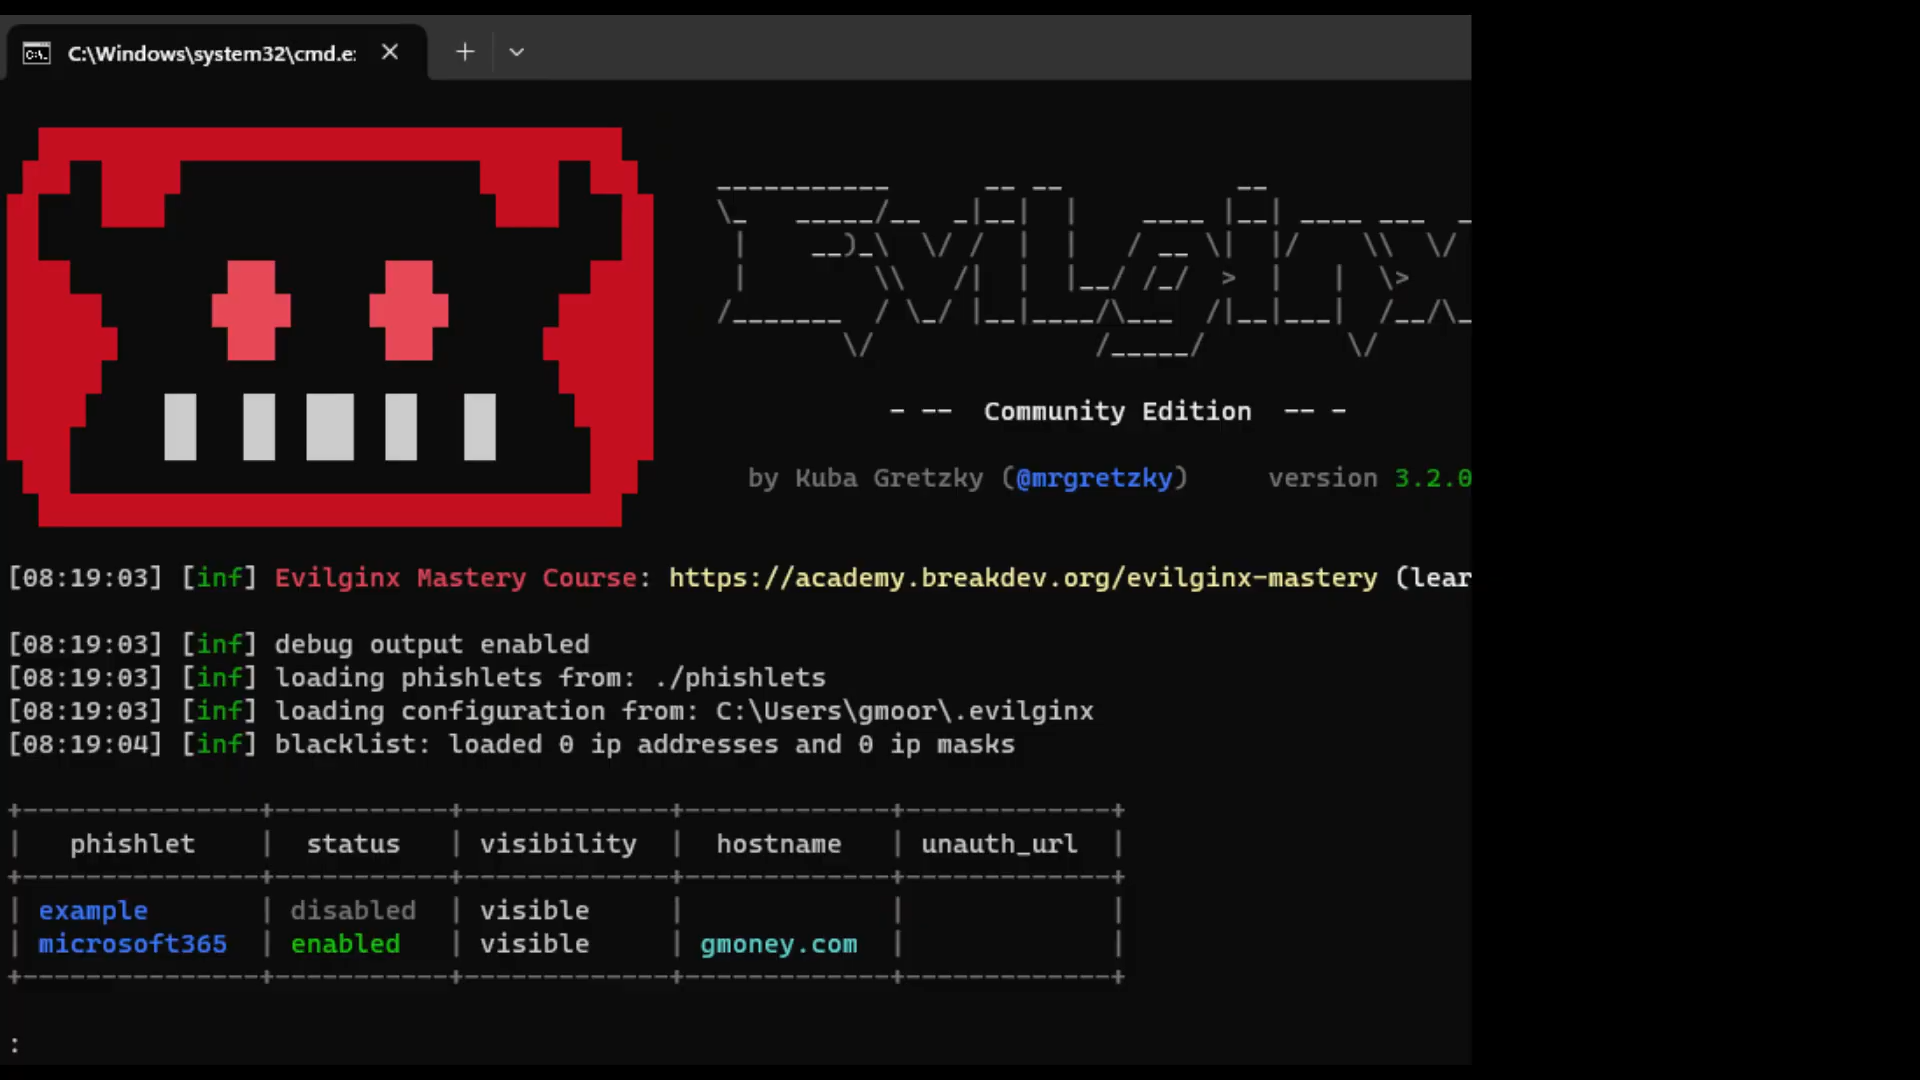 C:\Windows\system32\cmd.e
Evilginx
- -- Community Edition -- -
by Kuba Gretzky (@mrgretzky) version 3.2.0
[08:19:03] [inf] Evilginx Mastery Course: https://academy.breakdev.org/evilginx-mastery (lear
[08:19:03] [inf] debug output enabled
[08:19:03] [inf] loading phishlets from: ./phishlets
[08:19:03] [inf] loading configuration from: C:\Users\gmoor\.evilginx
[08:19:04] [inf] blacklist: loaded 0 ip addresses and 0 ip masks
| phishlet | status | visibility | hostname | unauth_url |
| example | disabled | visible | | |
| microsoft365 | enabled | visible | gmoney.com | |
: